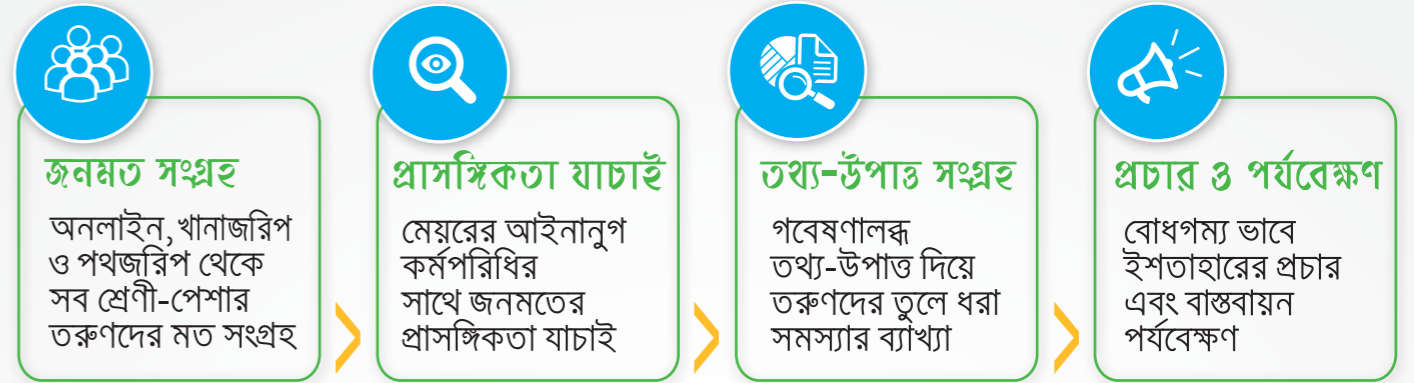 জনমত সংগ্রহ
অনলাইন, খানাজরিপ
ও পথজরিপ থেকে
সব শ্রেণী-পেশার
তরুণদের মত সংগ্রহ
প্রাসঙ্গিকতা যাচাই
মেয়রের আইনানুগ
কর্মপরিধির
সাথে জনমতের
প্রাসঙ্গিকতা যাচাই
তথ্য-উপাত্ত সংগ্রহ
গবেষণালব্ধ
তথ্য-উপাত্ত দিয়ে
তরুণদের তুলে ধরা
সমস্যার ব্যাখ্যা
প্রচার ও পর্যবেক্ষণ
বোধগম্য ভাবে
ইশতাহারের প্রচার
এবং বাস্তবায়ন
পর্যবেক্ষণ